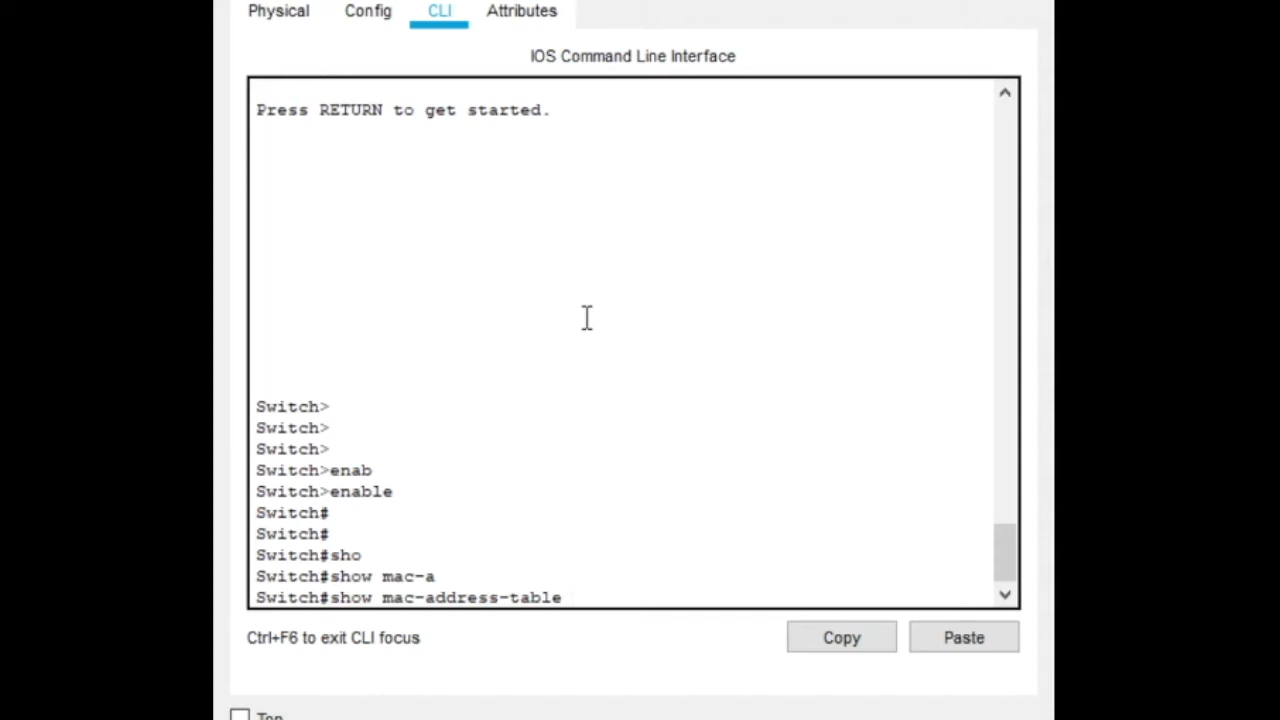 Physical Config CLI Attributes
IOS Command Line Interface
Press RETURN to get started.
Switch>
Switch>
Switch>
Switch>enab
Switch>enable
Switch#
Switch#
Switch#sho
Switch#show mac-a
Switch#show mac-address-table
Ctrl+F6 to exit CLI focus
Copy
Paste
Top